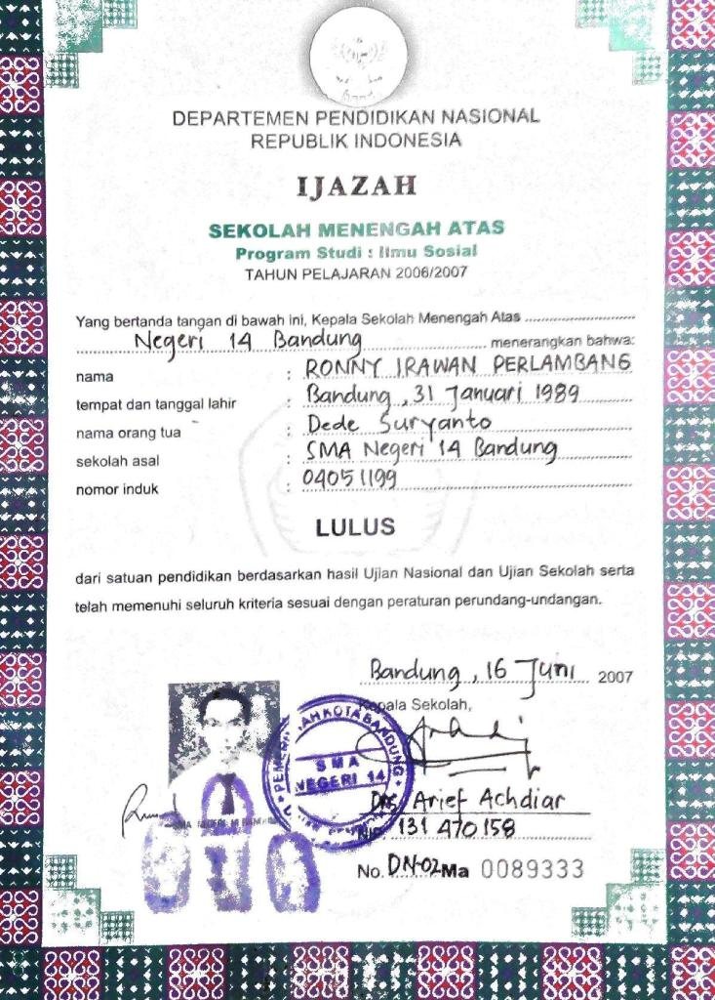 DEPARTEMEN PENDIDIKAN NASIONAL
REPUBLIK INDONESIA
IJAZAH
SEKOLAH MENENGAH ATAS
Program Studi : Ilmu Sosial
TAHUN PELAJARAN 2006/2007
Yang bertanda tangan di bawah ini, Kepala Sekolah Menengah Atas
Negeri 14 Bandung menerangkan bahwa:
nama : RONNY IRAWAN PERLAMBANG
tempat dan tanggal lahir : Bandung, 31 Januari 1989
nama orang tua : Dede Suryanto
sekolah asal : SMA Negeri 14 Bandung
nomor induk : 04051199
LULUS
dari satuan pendidikan berdasarkan hasil Ujian Nasional dan Ujian Sekolah serta
telah memenuhi seluruh kriteria sesuai dengan peraturan perundang-undangan.
Bandung, 16 Juni 2007
Kepala Sekolah,
KOTA BANDUNG
SMA
NEGERI 14
Drs Arief Achdiar
Nip. 131 470 158
No. DN-02 Ma 0089333